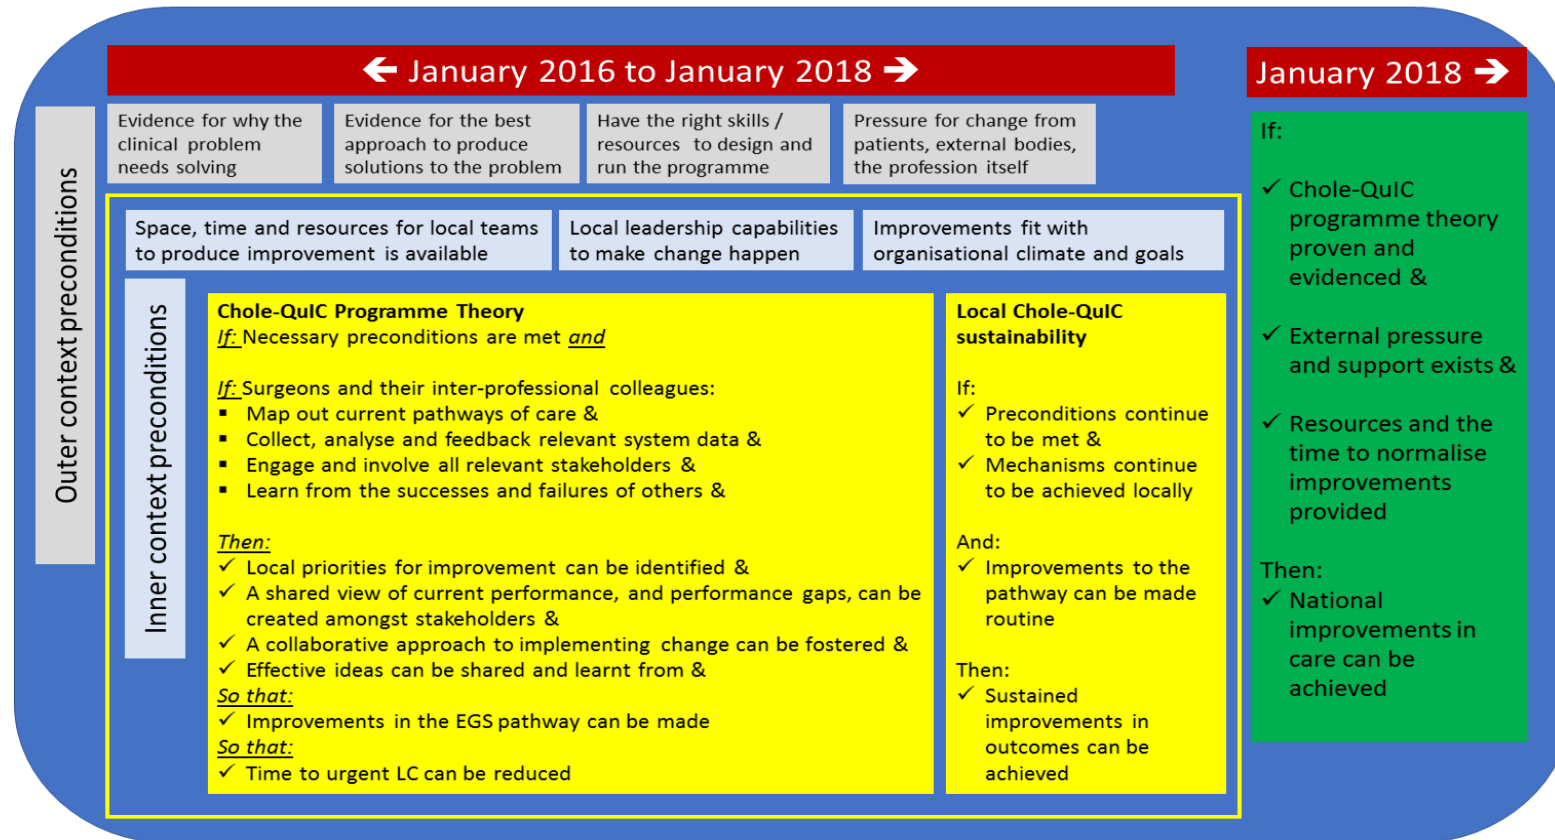 ← January 2016 to January 2018 →
January 2018 →
Outer context preconditions
Evidence for why the
clinical problem
needs solving
Evidence for the best
approach to produce
solutions to the problem
Have the right skills /
resources to design and
run the programme
Pressure for change from
patients, external bodies,
the profession itself
Space, time and resources for local teams
to produce improvement is available
Local leadership capabilities
to make change happen
Improvements fit with
organisational climate and goals
Inner context preconditions
Chole-QuIC Programme Theory
If: Necessary preconditions are met and
If: Surgeons and their inter-professional colleagues:
▪ Map out current pathways of care &
▪ Collect, analyse and feedback relevant system data &
▪ Engage and involve all relevant stakeholders &
▪ Learn from the successes and failures of others &
Then:
✓ Local priorities for improvement can be identified &
✓ A shared view of current performance, and performance gaps, can be
created amongst stakeholders &
✓ A collaborative approach to implementing change can be fostered &
✓ Effective ideas can be shared and learnt from &
So that:
✓ Improvements in the EGS pathway can be made
So that:
✓ Time to urgent LC can be reduced
Local Chole-QuIC
sustainability
If:
✓ Preconditions continue
to be met &
✓ Mechanisms continue
to be achieved locally
And:
✓ Improvements to the
pathway can be made
routine
Then:
✓ Sustained
improvements in
outcomes can be
achieved
If:
✓ Chole-QuIC
programme theory
proven and
evidenced &
✓ External pressure
and support exists &
✓ Resources and the
time to normalise
improvements
provided
Then:
✓ National
improvements in
care can be
achieved